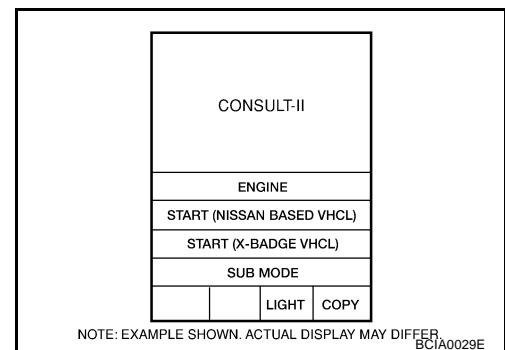 CONSULT-II
ENGINE
START (NISSAN BASED VHCL)
START (X-BADGE VHCL)
SUB MODE
LIGHT COPY
NOTE: EXAMPLE SHOWN. ACTUAL DISPLAY MAY DIFFER.
BCIA0029E